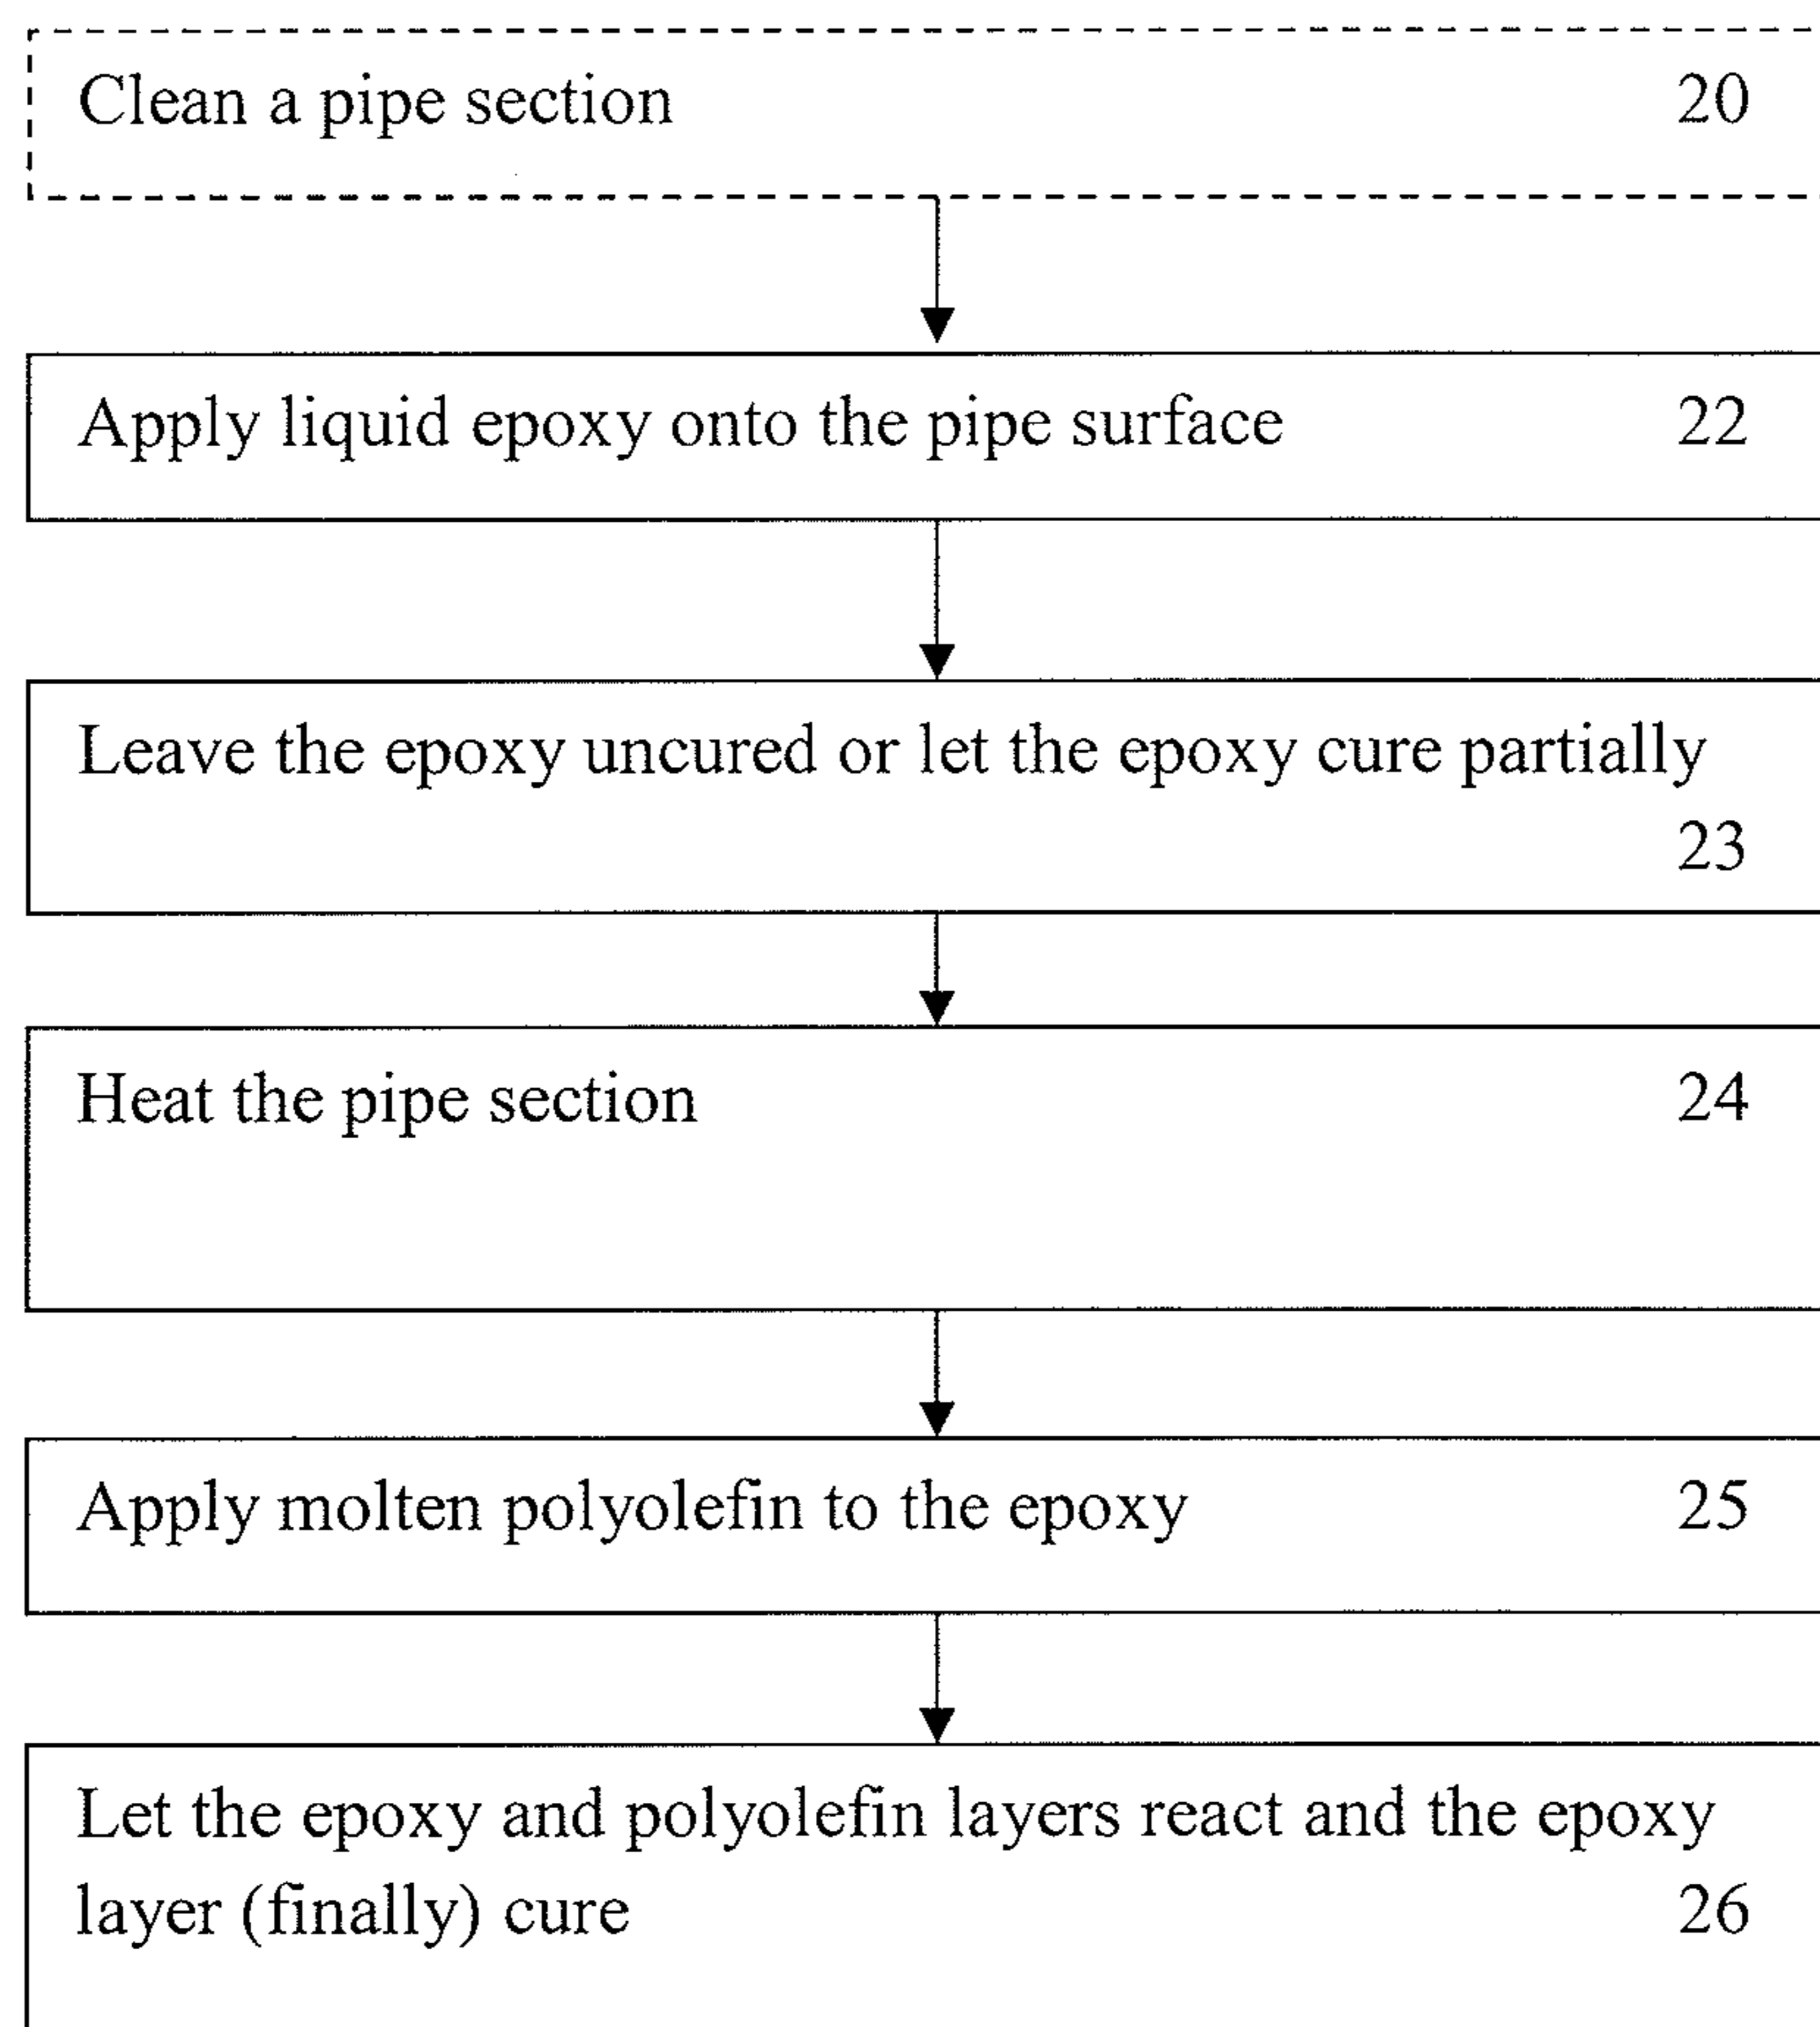 Clean a pipe section 20
Apply liquid epoxy onto the pipe surface 22
Leave the epoxy uncured or let the epoxy cure partially
23
Heat the pipe section 24
Apply molten polyolefin to the epoxy 25
Let the epoxy and polyolefin layers react and the epoxy
layer (finally) cure 26